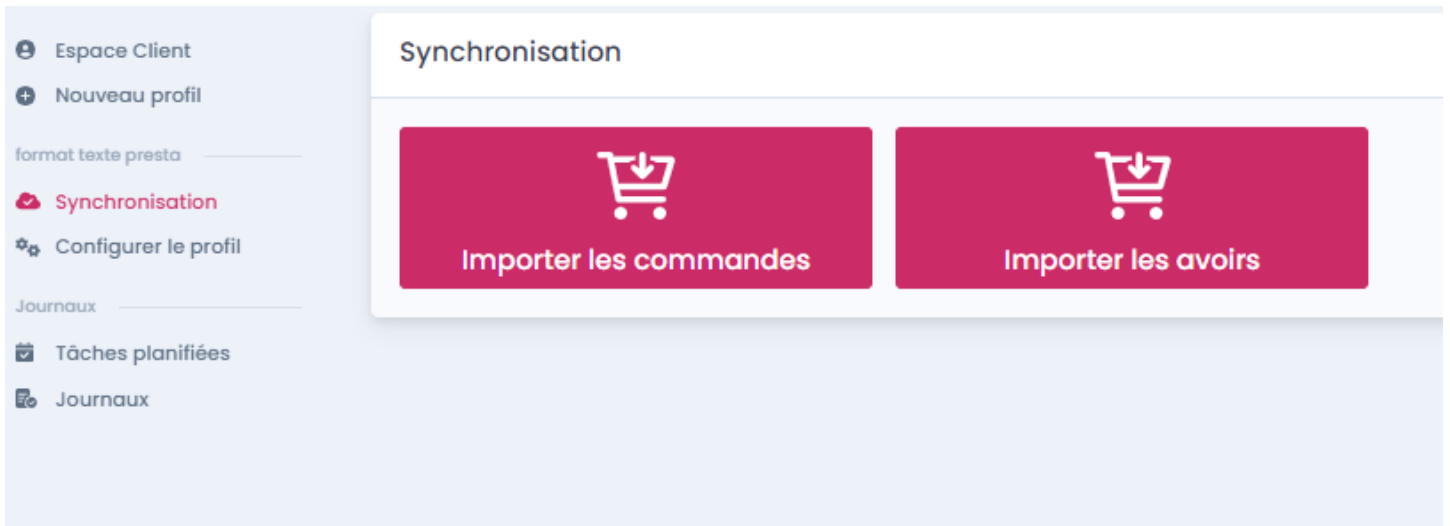 Espace Client
Nouveau profil
format texte presta
Synchronisation
Configurer le profil
Journaux
Tâches planifiées
Journaux
Synchronisation
Importer les commandes
Importer les avoirs